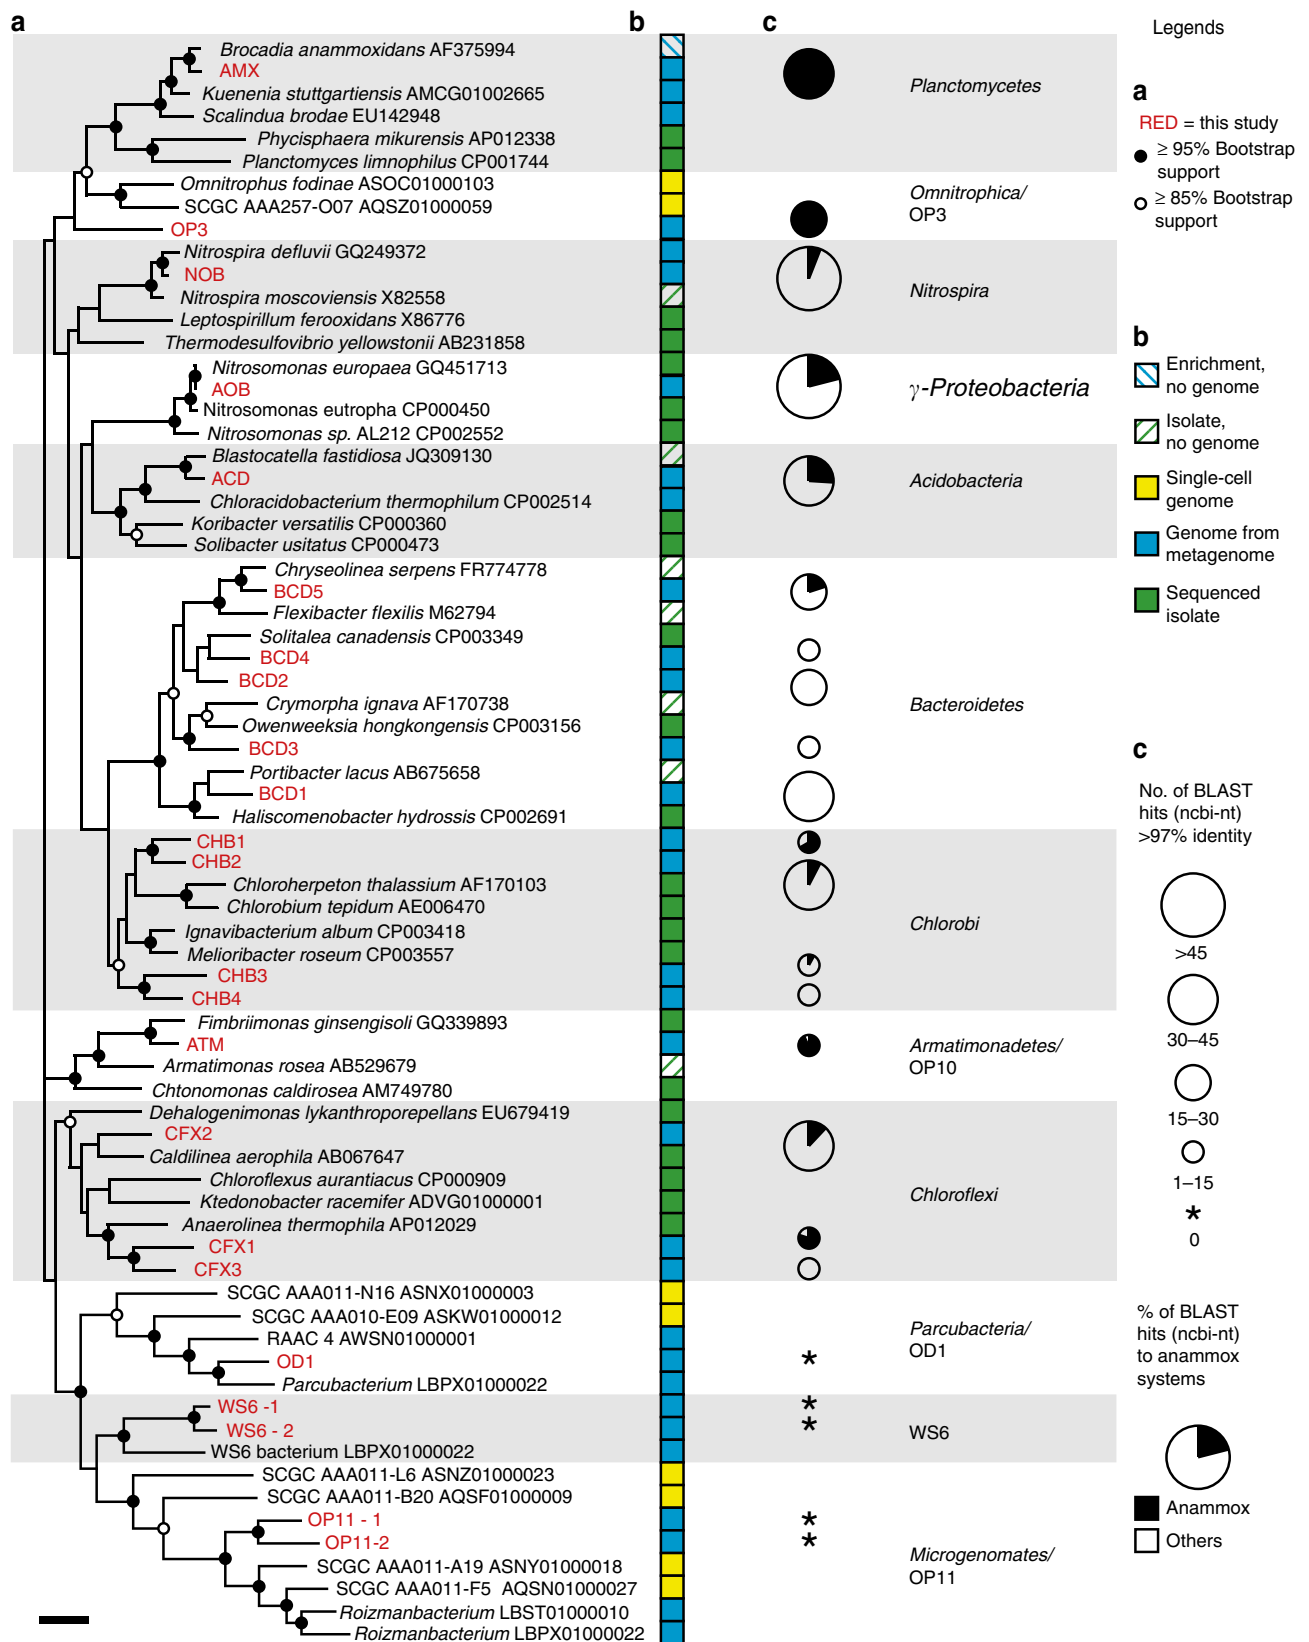 a
b
c
Legends
Brocadia anammoxidans AF375994
AMX
Kuenenia stuttgartiensis AMCG01002665
Scalindua brodae EU142948
Phycisphaera mikurensis AP012338
Planctomyces limnophilus CP001744
Planctomycetes
Omnitrophus fodinae ASOC01000103
SCGC AAA257-O07 AQSZ01000059
OP3
Omnitrophica/
OP3
Nitrospira defluvii GQ249372
NOB
Nitrospira moscoviensis X82558
Leptospirillum ferooxidans X86776
Thermodesulfovibrio yellowstonii AB231858
Nitrospira
Nitrosomonas europaea GQ451713
AOB
Nitrosomonas eutropha CP000450
Nitrosomonas sp. AL212 CP002552
γ-Proteobacteria
Blastocatella fastidiosa JQ309130
ACD
Chloracidobacterium thermophilum CP002514
Koribacter versatilis CP000360
Solibacter usitatus CP000473
Acidobacteria
Chryseolinea serpens FR774778
BCD5
Flexibacter flexilis M62794
Solitalea canadensis CP003349
BCD4
BCD2
Crymorpha ignava AF170738
Owenweeksia hongkongensis CP003156
BCD3
Portibacter lacus AB675658
BCD1
Haliscomenobacter hydrossis CP002691
Bacteroidetes
CHB1
CHB2
Chloroherpeton thalassium AF170103
Chlorobium tepidum AE006470
Ignavibacterium album CP003418
Melioribacter roseum CP003557
CHB3
CHB4
Chlorobi
Fimbriimonas ginsengisoli GQ339893
ATM
Armatimonas rosea AB529679
Chtonomonas caldirosea AM749780
Armatimonadetes/
OP10
Dehalogenimonas lykanthroporepellans EU679419
CFX2
Caldilinea aerophila AB067647
Chloroflexus aurantiacus CP000909
Ktedonobacter racemifer ADVG01000001
Anaerolinea thermophila AP012029
CFX1
CFX3
Chloroflexi
SCGC AAA011-N16 ASNX01000003
SCGC AAA010-E09 ASKW01000012
RAAC 4 AWSN01000001
OD1
Parcubacterium LBPX01000022
Parcubacteria/
OD1
*
WS6 -1
WS6 - 2
WS6 bacterium LBPX01000022
*
*
WS6
SCGC AAA011-L6 ASNZ01000023
SCGC AAA011-B20 AQSF01000009
OP11 - 1
OP11-2
SCGC AAA011-A19 ASNY01000018
SCGC AAA011-F5 AQSN01000027
Roizmanbacterium LBST01000010
Roizmanbacterium LBPX01000022
*
*
Microgenomates/
OP11
a
RED = this study
≥ 95% Bootstrap
support
≥ 85% Bootstrap
support
b
Enrichment,
no genome
Isolate,
no genome
Single-cell
genome
Genome from
metagenome
Sequenced
isolate
c
No. of BLAST
hits (ncbi-nt)
>97% identity
>45
30–45
15–30
1–15
*
0
% of BLAST
hits (ncbi-nt)
to anammox
systems
Anammox
Others